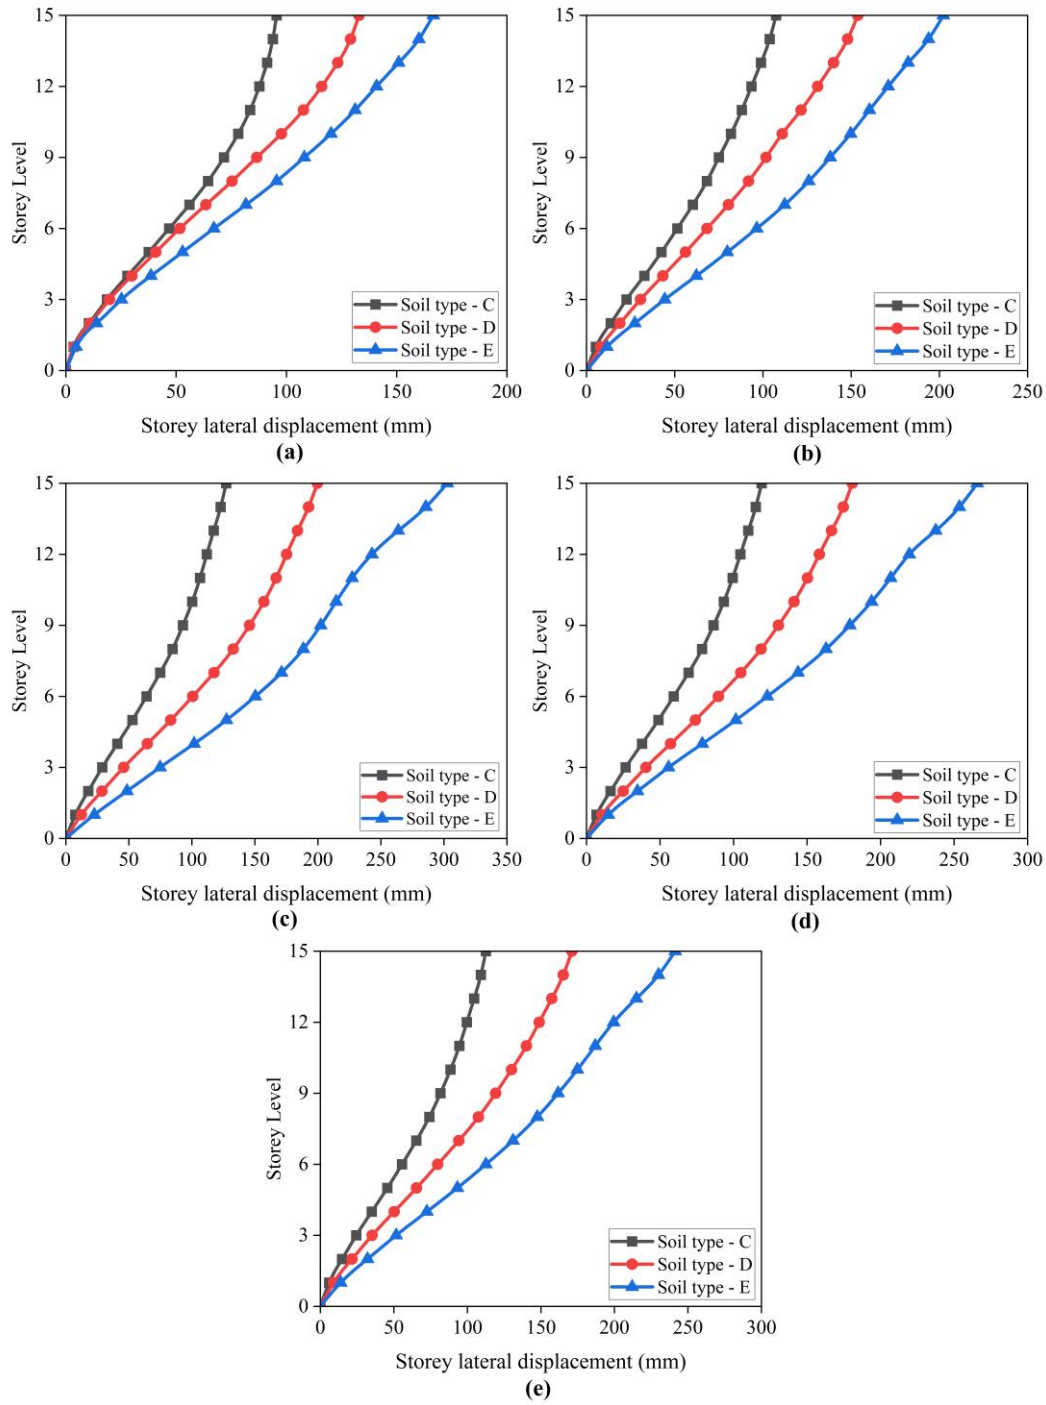 15
12
9
6
3
0
Storey Level
0 50 100 150 200
Storey lateral displacement (mm)
Soil type - C
Soil type - D
Soil type - E
(a)
15
12
9
6
3
0
Storey Level
0 50 100 150 200 250
Storey lateral displacement (mm)
Soil type - C
Soil type - D
Soil type - E
(b)
15
12
9
6
3
0
Storey Level
0 50 100 150 200 250 300 350
Storey lateral displacement (mm)
Soil type - C
Soil type - D
Soil type - E
(c)
15
12
9
6
3
0
Storey Level
0 50 100 150 200 250 300
Storey lateral displacement (mm)
Soil type - C
Soil type - D
Soil type - E
(d)
15
12
9
6
3
0
Storey Level
0 50 100 150 200 250 300
Storey lateral displacement (mm)
Soil type - C
Soil type - D
Soil type - E
(e)